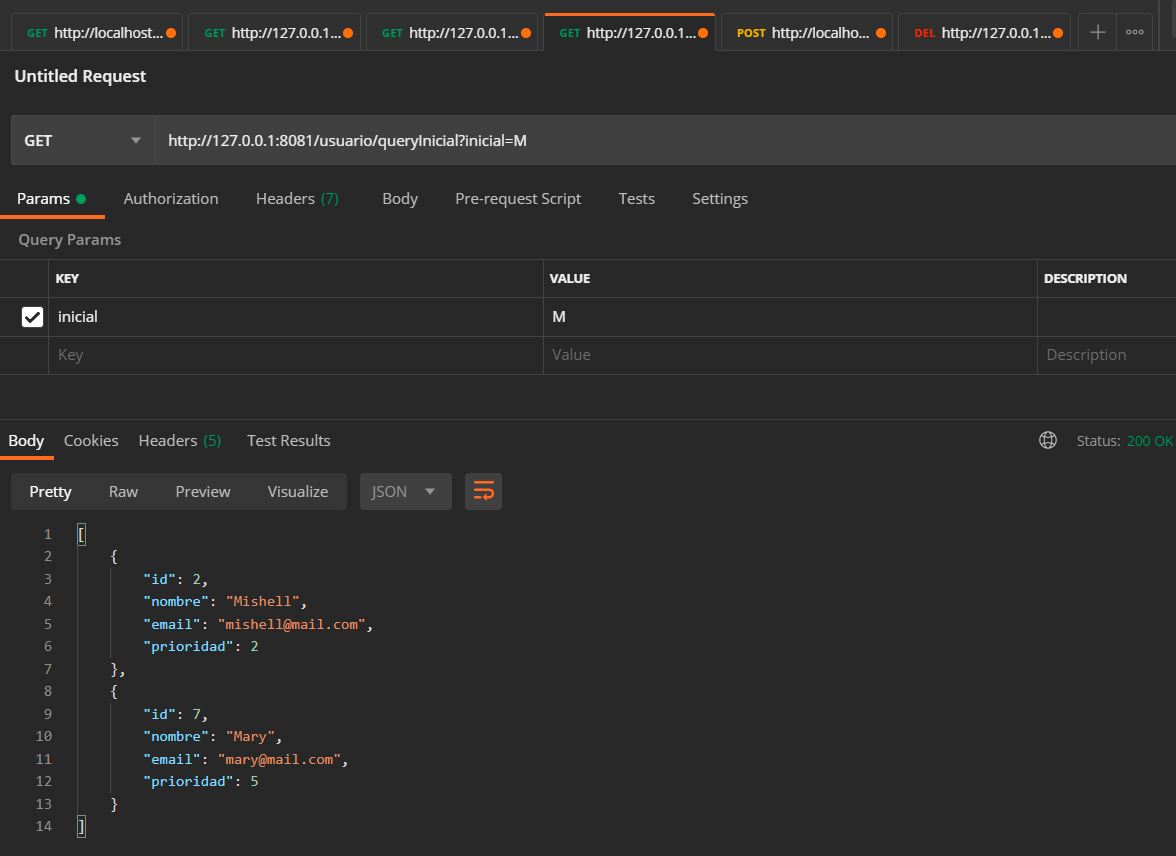 GET http://localhost... GET http://127.0.0.1... GET http://127.0.0.1... GET http://127.0.0.1... POST http://localho... DEL http://127.0.0.1...
Untitled Request
GET http://127.0.0.1:8081/usuario/queryInicial?inicial=M
Params Authorization Headers (7) Body Pre-request Script Tests Settings
Query Params
KEY VALUE DESCRIPTION
inicial M
Key Value Description
Body Cookies Headers (5) Test Results Status: 200 OK
Pretty Raw Preview Visualize JSON
1 [
2 {
3 "id": 2,
4 "nombre": "Mishell",
5 "email": "mishell@mail.com",
6 "prioridad": 2
7 },
8 {
9 "id": 7,
10 "nombre": "Mary",
11 "email": "mary@mail.com",
12 "prioridad": 5
13 }
14 ]